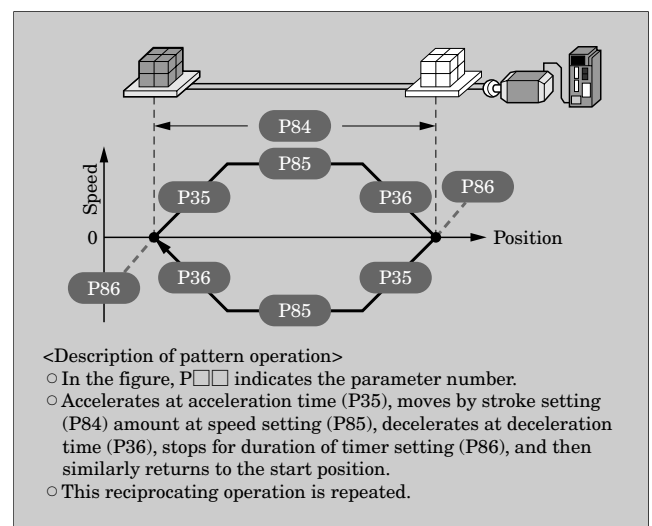 P84
P85
P35
P36
P86
Speed
0
Position
P86
P36
P35
P85
<Description of pattern operation>
○ In the figure, P□□ indicates the parameter number.
○ Accelerates at acceleration time (P35), moves by stroke setting
(P84) amount at speed setting (P85), decelerates at deceleration
time (P36), stops for duration of timer setting (P86), and then
similarly returns to the start position.
○ This reciprocating operation is repeated.